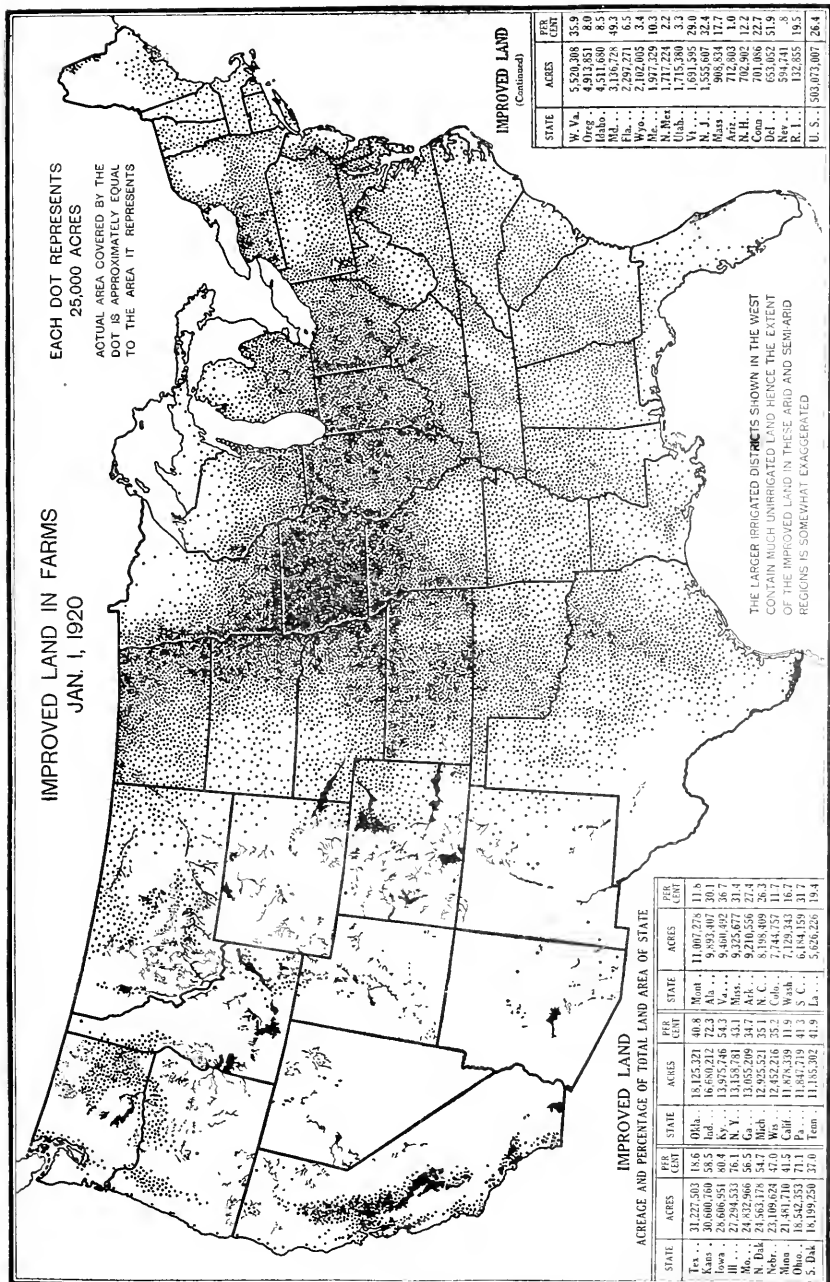 IMPROVED LAND IN FARMS
JAN. 1, 1920
EACH DOT REPRESENTS
25,000 ACRES
ACTUAL AREA COVERED BY THE
DOT IS APPROXIMATELY EQUAL
TO THE AREA IT REPRESENTS
THE LARGER IRRIGATED DISTRICTS SHOWN IN THE WEST
CONTAIN MUCH UNIRRIGATED LAND HENCE THE EXTENT
OF THE IMPROVED LAND IN THESE ARID AND SEMI-ARID
REGIONS IS SOMEWHAT EXAGGERATED
IMPROVED LAND
ACREAGE AND PERCENTAGE OF TOTAL LAND AREA OF STATE
STATE ACRES PER CENT STATE ACRES PER CENT STATE ACRES PER CENT
Tex.. 31,227,503 18.6 Okla. 18,125,321 40.8 Mont.. 11,007,278 11.8
Kans. 30,600,760 58.5 Ind.. 16,680,212 72.3 Ala... 9,893,407 30.1
Iowa.. 28,606,951 80.4 Ky... 13,975,746 54.3 Va.... 9,460,492 36.7
Ill... 27,294,533 76.1 N. Y. 13,158,781 43.1 Miss.. 9,325,677 31.4
Mo... 24,832,966 56.5 Ga... 13,055,209 34.7 Ark.. 9,210,556 27.4
N. Dak 24,563,178 54.7 Mich 12,925,521 35.1 N. C.. 8,198,409 26.3
Nebr. 23,109,624 47.0 Wis.. 12,452,216 35.2 Colo.. 7,744,757 11.7
Minn. 21,481,710 41.5 Calif. 11,878,339 11.9 Wash. 7,129,343 16.7
Ohio.. 18,542,353 71.1 Pa... 11,847,719 41.3 S. C.. 6,184,159 31.7
S. Dak 18,199,250 37.0 Tenn 11,185,302 41.9 La... 5,626,226 19.4
IMPROVED LAND
(Continued)
STATE ACRES PER CENT
W. Va. 5,520,308 35.9
Oreg. 4,913,851 8.0
Idaho. 4,511,680 8.5
Md... 3,136,728 49.3
Fla... 2,297,271 6.5
Wyo.. 2,102,005 3.4
Me... 1,977,329 10.3
N. Mex 1,717,224 2.2
Utah. 1,715,380 3.3
Vt... 1,691,595 29.0
N. J.. 1,555,607 32.4
Mass 908,834 17.7
Ariz. 712,803 1.0
N. H.. 702,902 12.2
Conn 701,086 22.7
Del.. 653,052 51.9
Nev.. 594,741 .8
R. I.. 132,855 19.5
U. S.. 503,073,007 26.4